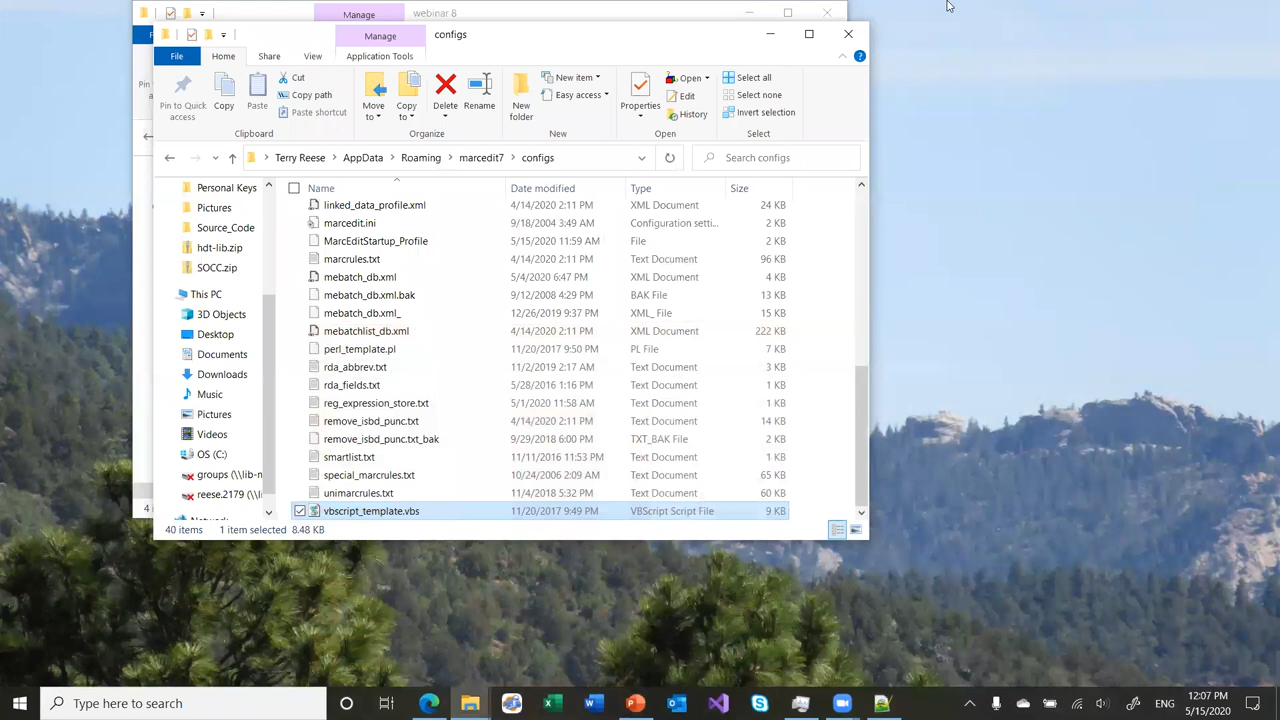 Manage webinar 8
Manage configs
File Home Share View Application Tools
Pin to Quick access
Copy
Paste
Cut
Copy path
Paste shortcut
Clipboard
Move to
Copy to
Delete
Rename
Organize
New folder
New item
Easy access
New
Properties
Open
Edit
History
Open
Select all
Select none
Invert selection
Select
Terry Reese > AppData > Roaming > marcedit7 > configs
Search configs
Personal Keys
Pictures
Source_Code
hdt-lib.zip
SOCC.zip
This PC
3D Objects
Desktop
Documents
Downloads
Music
Pictures
Videos
OS (C:)
groups (\\lib-n
reese.2179 (\\li
Name Date modified Type Size
linked_data_profile.xml 4/14/2020 2:11 PM XML Document 24 KB
marcedit.ini 9/18/2004 3:49 AM Configuration setti... 2 KB
MarcEditStartup_Profile 5/15/2020 11:59 AM File 2 KB
marcrules.txt 4/14/2020 2:11 PM Text Document 96 KB
mebatch_db.xml 5/4/2020 6:47 PM XML Document 4 KB
mebatch_db.xml.bak 9/12/2008 4:29 PM BAK File 13 KB
mebatch_db.xml_ 12/26/2019 9:37 PM XML_ File 15 KB
mebatchlist_db.xml 4/14/2020 2:11 PM XML Document 222 KB
perl_template.pl 11/20/2017 9:50 PM PL File 7 KB
rda_abbrev.txt 11/2/2019 2:17 AM Text Document 3 KB
rda_fields.txt 5/28/2016 1:16 PM Text Document 1 KB
reg_expression_store.txt 5/1/2020 11:58 AM Text Document 1 KB
remove_isbd_punc.txt 4/14/2020 2:11 PM Text Document 14 KB
remove_isbd_punc.txt_bak 9/29/2018 6:00 PM TXT_BAK File 2 KB
smartlist.txt 11/11/2016 11:53 PM Text Document 1 KB
special_marcrules.txt 10/24/2006 2:09 AM Text Document 65 KB
unimarcrules.txt 11/4/2018 5:32 PM Text Document 60 KB
vbscript_template.vbs 11/20/2017 9:49 PM VBScript Script File 9 KB
40 items 1 item selected 8.48 KB
Type here to search
ENG
12:07 PM
5/15/2020